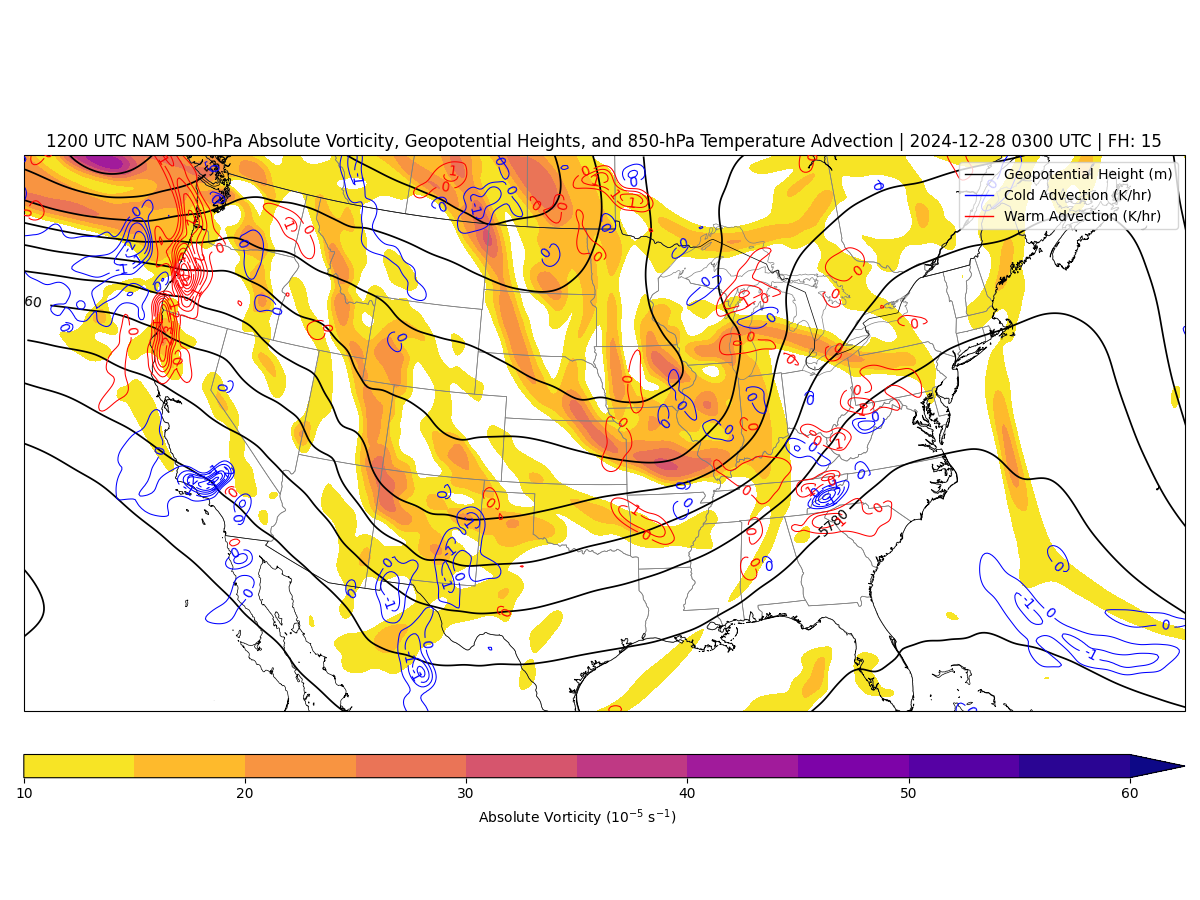 1200 UTC NAM 500-hPa Absolute Vorticity, Geopotential Heights, and 850-hPa Temperature Advection | 2024-12-28 0300 UTC | FH: 15
Geopotential Height (m)
Cold Advection (K/hr)
Warm Advection (K/hr)
60
5780
10 20 30 40 50 60
Absolute Vorticity (10⁻⁵ s⁻¹)